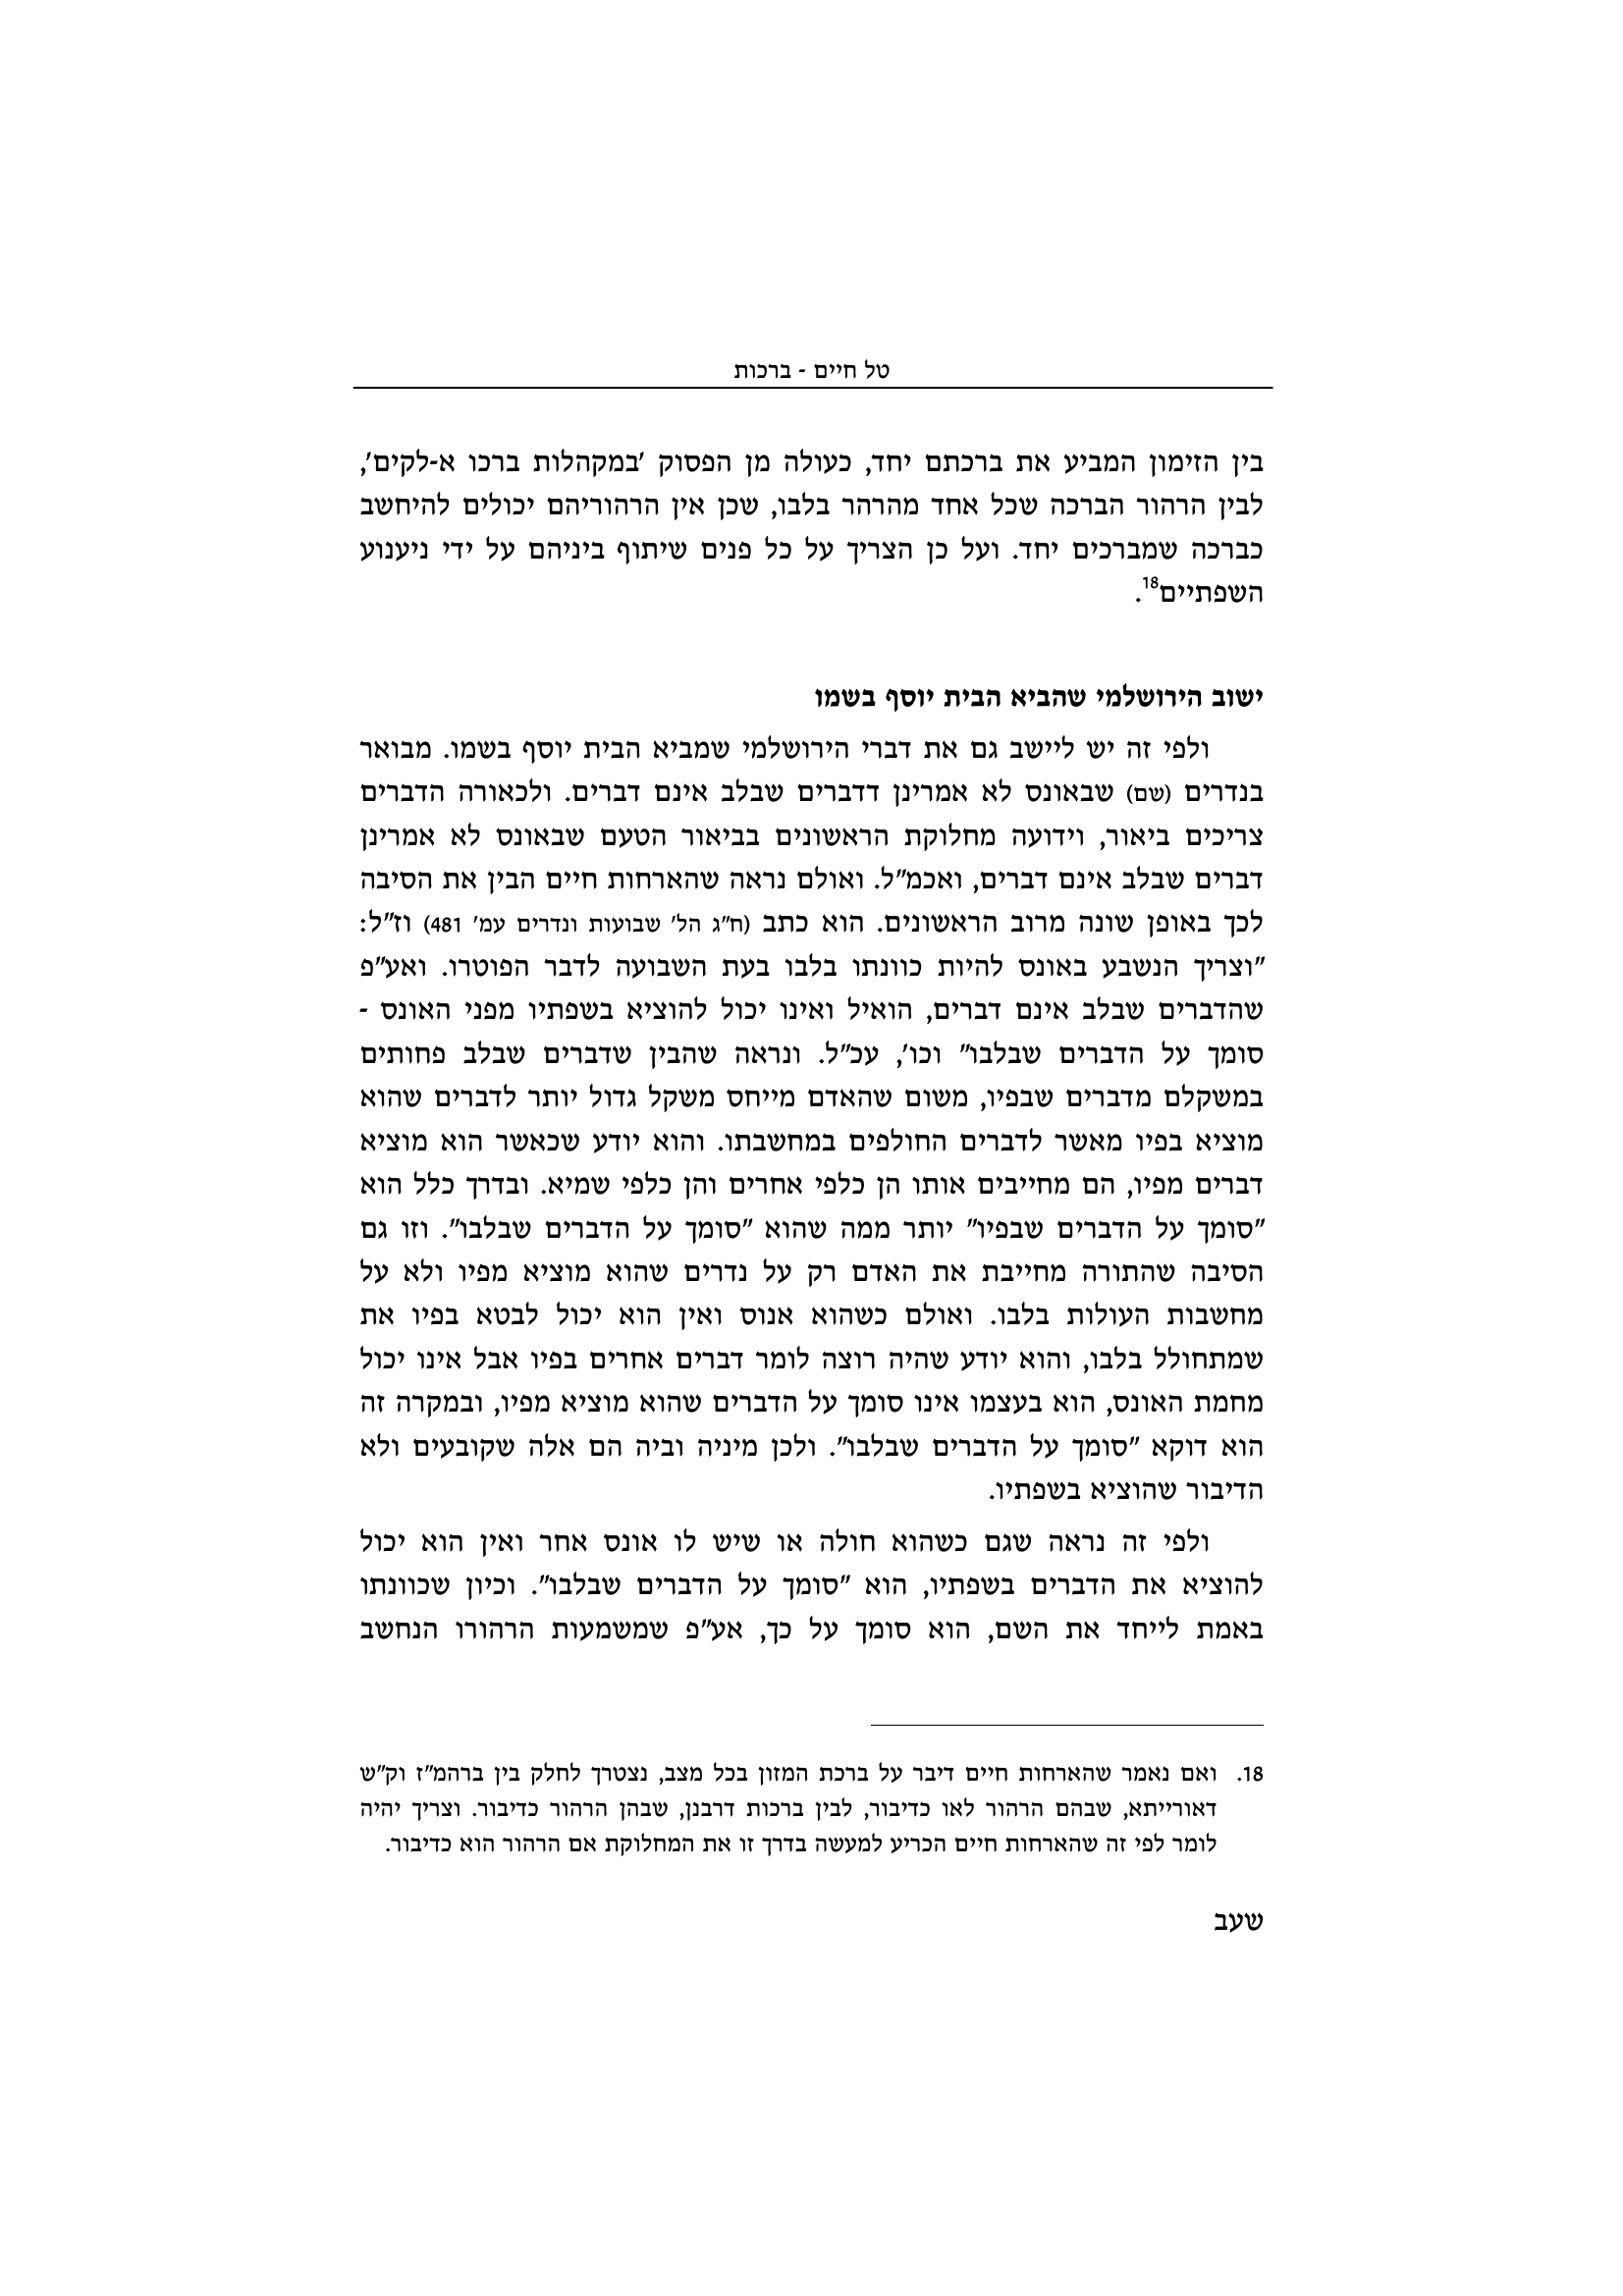 טל חיים - ברכות
בין הזימון המביע את ברכתם יחד, כעולה מן הפסוק 'במקהלות ברכו א-לקים',
לבין הרהור הברכה שכל אחד מהרהר בלבו, שכן אין הרהוריהם יכולים להיחשב
כברכה שמברכים יחד. ועל כן הצריך על כל פנים שיתוף ביניהם על ידי ניענוע
השפתיים18.
ישוב הירושלמי שהביא הבית יוסף בשמו
ולפי זה יש ליישב גם את דברי הירושלמי שמביא הבית יוסף בשמו. מבואר
בנדרים (שם) שבאונס לא אמרינן דדברים שבלב אינם דברים. ולכאורה הדברים
צריכים ביאור, וידועה מחלוקת הראשונים בביאור הטעם שבאונס לא אמרינן
דברים שבלב אינם דברים, ואכמ"ל. ואולם נראה שהארחות חיים הבין את הסיבה
לכך באופן שונה מרוב הראשונים. הוא כתב (ח"ג הל' שבועות ונדרים עמ' 481) וז"ל:
"וצריך הנשבע באונס להיות כוונתו בלבו בעת השבועה לדבר הפוטרו. ואע"פ
שהדברים שבלב אינם דברים, הואיל ואינו יכול להוציא בשפתיו מפני האונס -
סומך על הדברים שבלבו" וכו', עכ"ל. ונראה שהבין שדברים שבלב פחותים
במשקלם מדברים שבפיו, משום שהאדם מייחס משקל גדול יותר לדברים שהוא
מוציא בפיו מאשר לדברים החולפים במחשבתו. והוא יודע שכאשר הוא מוציא
דברים מפיו, הם מחייבים אותו הן כלפי אחרים והן כלפי שמיא. ובדרך כלל הוא
"סומך על הדברים שבפיו" יותר ממה שהוא "סומך על הדברים שבלבו". וזו גם
הסיבה שהתורה מחייבת את האדם רק על נדרים שהוא מוציא מפיו ולא על
מחשבות העולות בלבו. ואולם כשהוא אנוס ואין הוא יכול לבטא בפיו את
שמתחולל בלבו, והוא יודע שהיה רוצה לומר דברים אחרים בפיו אבל אינו יכול
מחמת האונס, הוא בעצמו אינו סומך על הדברים שהוא מוציא מפיו, ובמקרה זה
הוא דוקא "סומך על הדברים שבלבו". ולכן מיניה וביה הם אלה שקובעים ולא
הדיבור שהוציא בשפתיו.
ולפי זה נראה שגם כשהוא חולה או שיש לו אונס אחר ואין הוא יכול
להוציא את הדברים בשפתיו, הוא "סומך על הדברים שבלבו". וכיון שכוונתו
באמת לייחד את השם, הוא סומך על כך, אע"פ שמשמעות הרהורו הנחשב
18. ואם נאמר שהארחות חיים דיבר על ברכת המזון בכל מצב, נצטרך לחלק בין ברהמ"ז וק"ש
דאורייתא, שבהם הרהור לאו כדיבור, לבין ברכות דרבנן, שבהן הרהור כדיבור. וצריך יהיה
לומר לפי זה שהארחות חיים הכריע למעשה בדרך זו את המחלוקת אם הרהור הוא כדיבור.
שעב